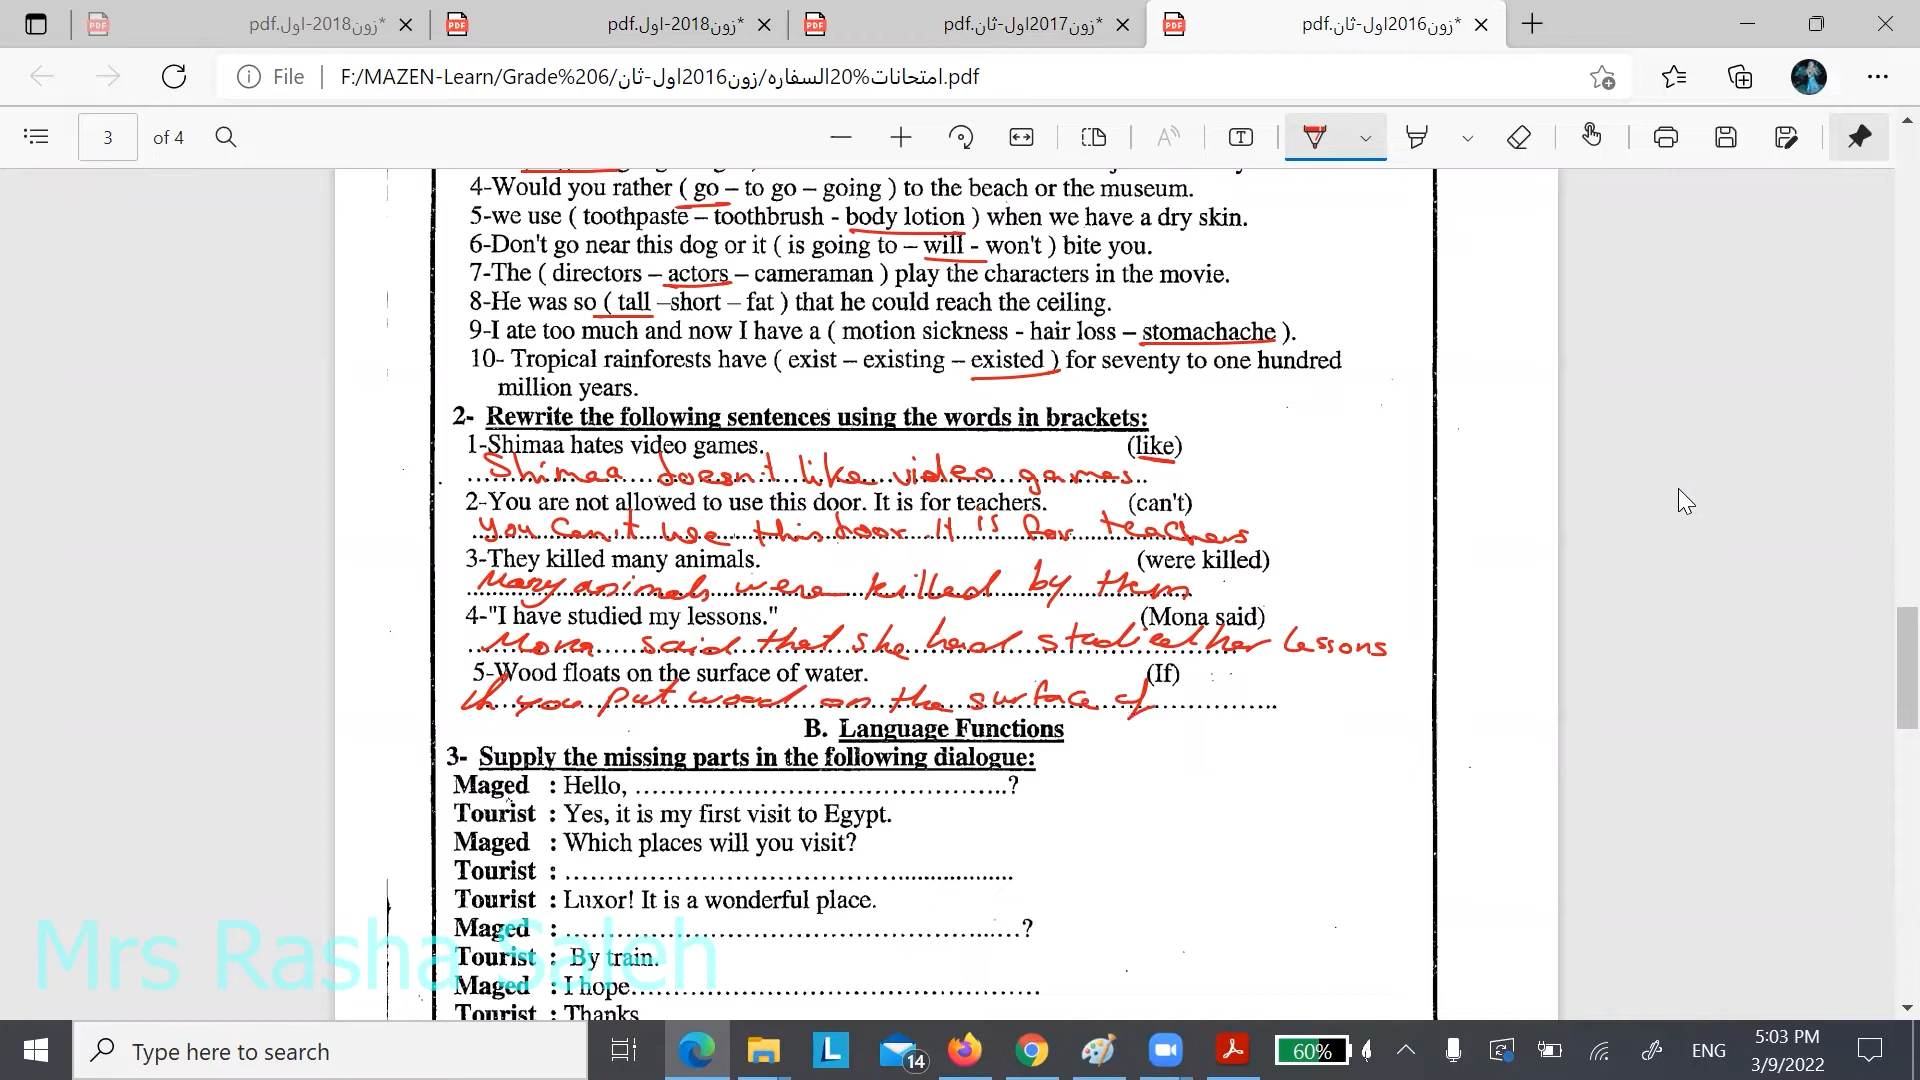 *زون2018-اول.pdf
*زون2018-اول.pdf
*زون2017اول-ثان.pdf
*زون2016اول-ثان.pdf
File
F:/MAZEN-Learn/Grade%206/امتحانات%20السفاره/زون2016اول-ثان.pdf
3 of 4
4-Would you rather ( go – to go – going ) to the beach or the museum.
5-we use ( toothpaste – toothbrush - body lotion ) when we have a dry skin.
6-Don't go near this dog or it ( is going to – will - won't ) bite you.
7-The ( directors – actors – cameraman ) play the characters in the movie.
8-He was so ( tall –short – fat ) that he could reach the ceiling.
9-I ate too much and now I have a ( motion sickness - hair loss – stomachache ).
10- Tropical rainforests have ( exist – existing – existed ) for seventy to one hundred
million years.
2- Rewrite the following sentences using the words in brackets:
1-Shimaa hates video games. (like)
Shimaa doesn't like video games
2-You are not allowed to use this door. It is for teachers. (can't)
you can't use this door It is for teachers
3-They killed many animals. (were killed)
Many animals were killed by them
4-"I have studied my lessons." (Mona said)
Mona said that she had studied her lessons
5-Wood floats on the surface of water. (If)
If you put wood on the surface of
B. Language Functions
3- Supply the missing parts in the following dialogue:
Maged : Hello, ..........................................?
Tourist : Yes, it is my first visit to Egypt.
Maged : Which places will you visit?
Tourist : ..................................................
Tourist : Luxor! It is a wonderful place.
Maged : ..................................................?
Tourist : By train.
Maged : I hope..............................................
Tourist : Thanks
Mrs Rasha Saleh
Type here to search
14
60%
ENG
5:03 PM
3/9/2022